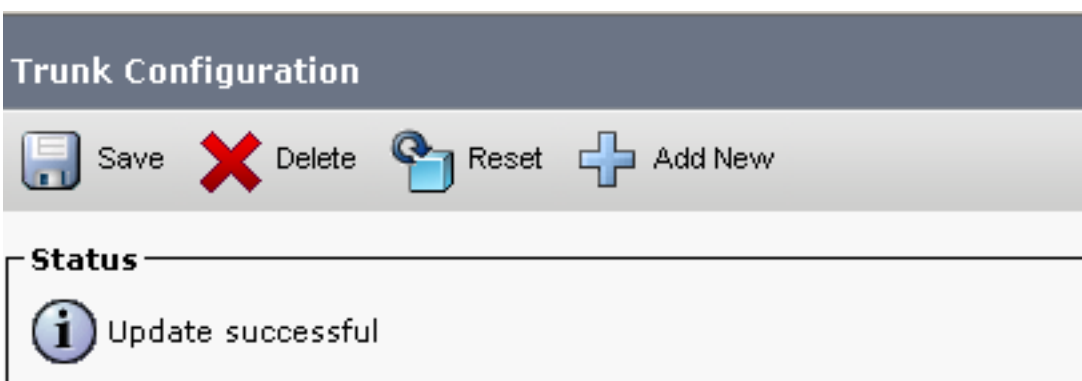 Trunk Configuration
Save Delete Reset Add New
Status
Update successful